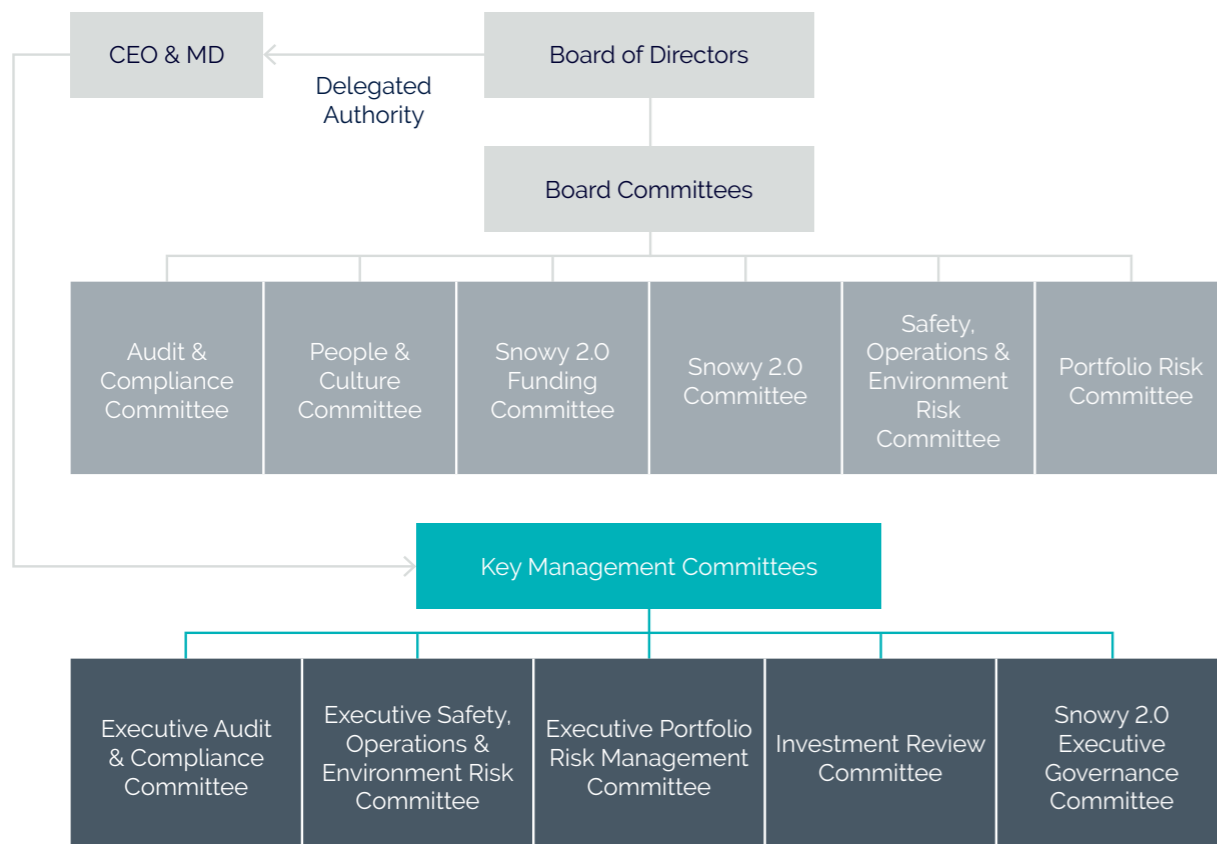 CEO & MD
Board of Directors
Delegated
Authority
Board Committees
Audit &
Compliance
Committee
People &
Culture
Committee
Snowy 2.0
Funding
Committee
Snowy 2.0
Committee
Safety,
Operations &
Environment
Risk
Committee
Portfolio Risk
Committee
Key Management Committees
Executive Audit
& Compliance
Committee
Executive Safety,
Operations &
Environment Risk
Committee
Executive Portfolio
Risk Management
Committee
Investment Review
Committee
Snowy 2.0
Executive
Governance
Committee